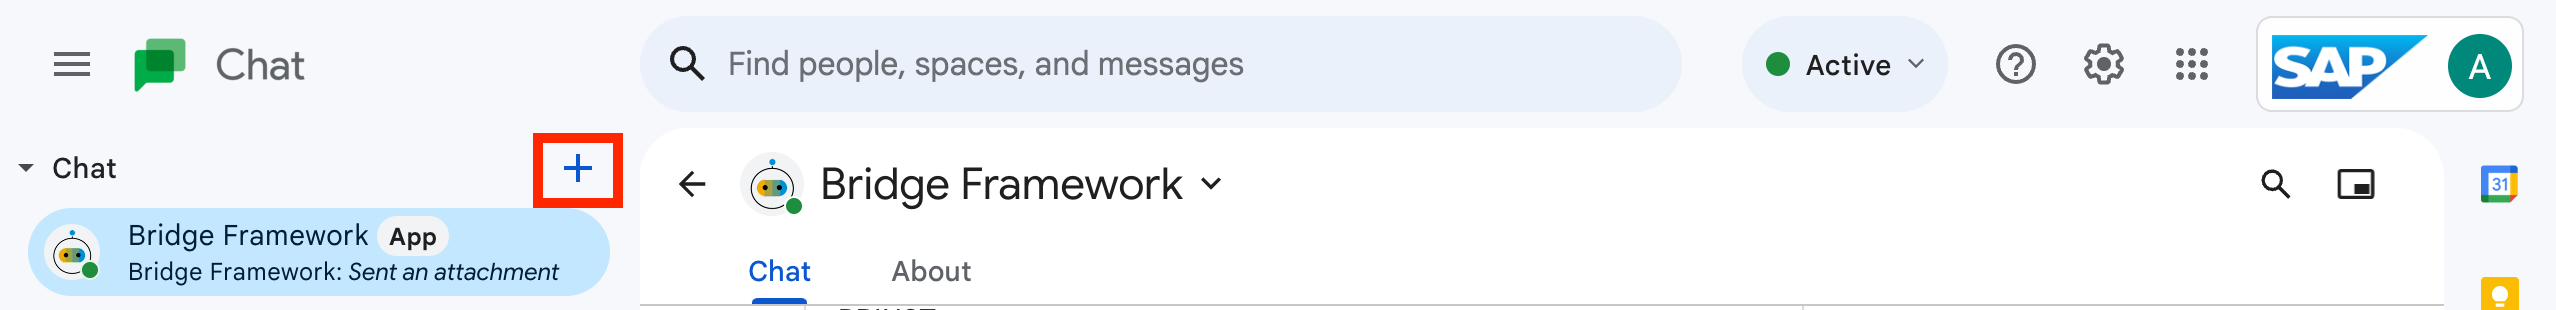 Chat
Find people, spaces, and messages
Active
SAP
A
Chat
Bridge Framework App
Bridge Framework: Sent an attachment
Bridge Framework
Chat
About
31